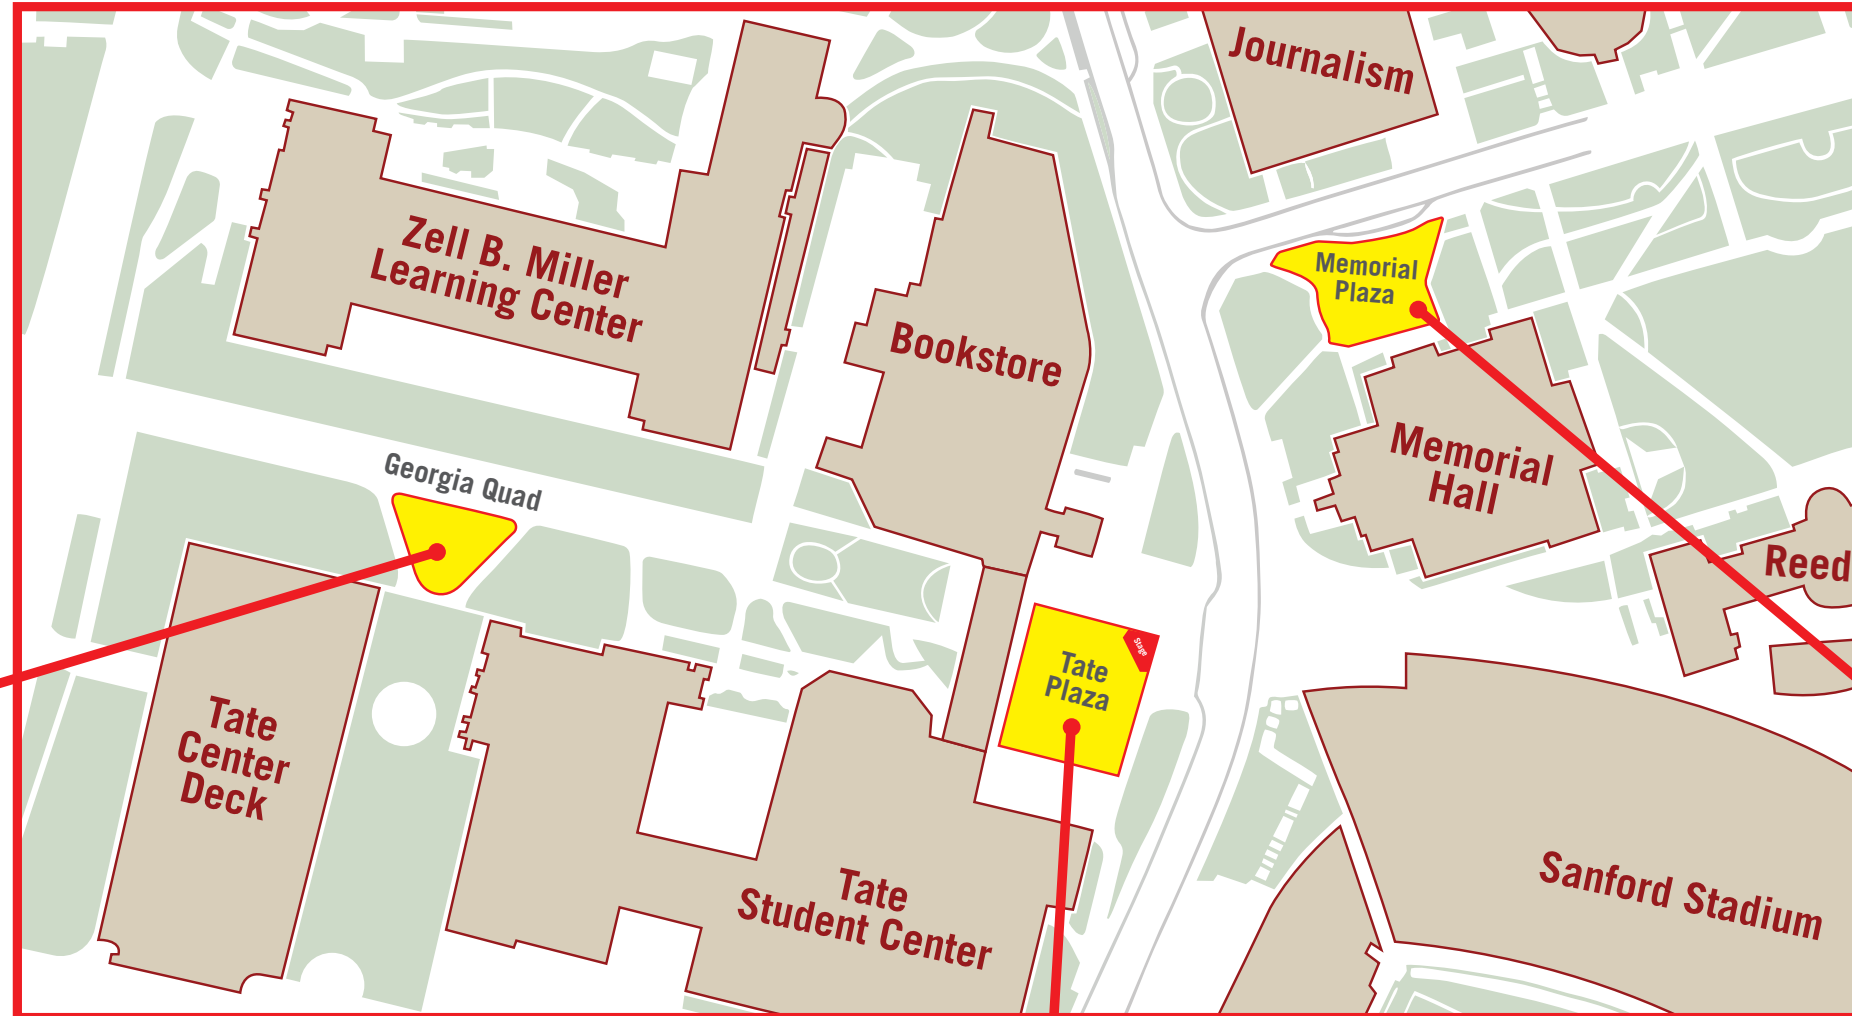 Journalism
Zell B. Miller
Learning Center
Memorial
Plaza
Bookstore
Georgia Quad
Memorial
Hall
Reed
Stage
Tate
Plaza
Tate
Center
Deck
Tate
Student Center
Sanford Stadium